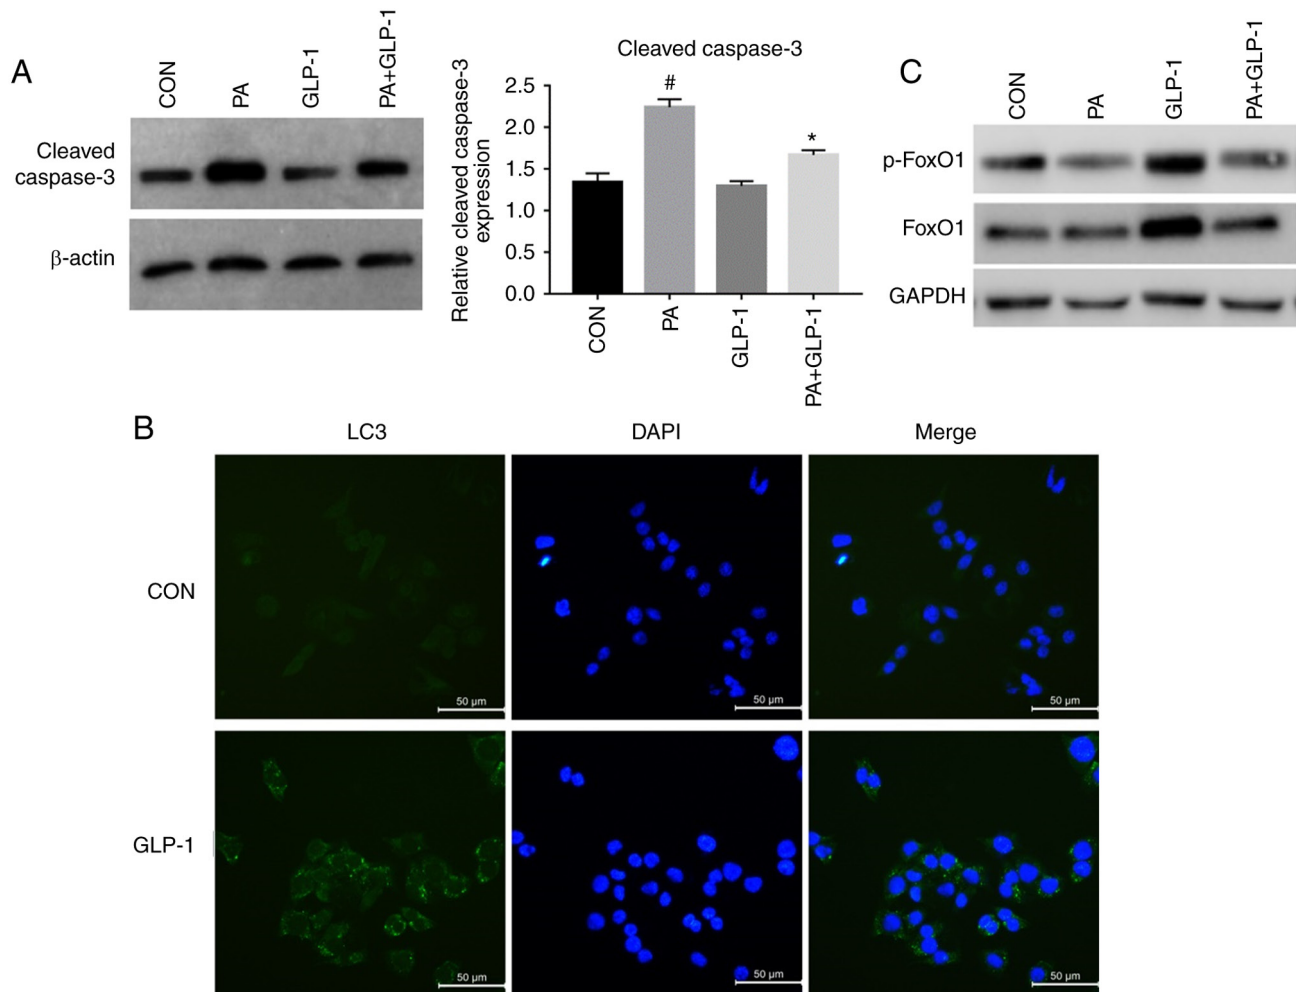 A
CON
PA
GLP-1
PA+GLP-1
Cleaved
caspase-3
β-actin
Cleaved caspase-3
Relative cleaved caspase-3
expression
2.5
2.0
1.5
1.0
0.5
0.0
#
*
CON
PA
GLP-1
PA+GLP-1
C
CON
PA
GLP-1
PA+GLP-1
p-FoxO1
FoxO1
GAPDH
B
LC3
DAPI
Merge
CON
50 µm
50 µm
50 µm
GLP-1
50 µm
50 µm
50 µm